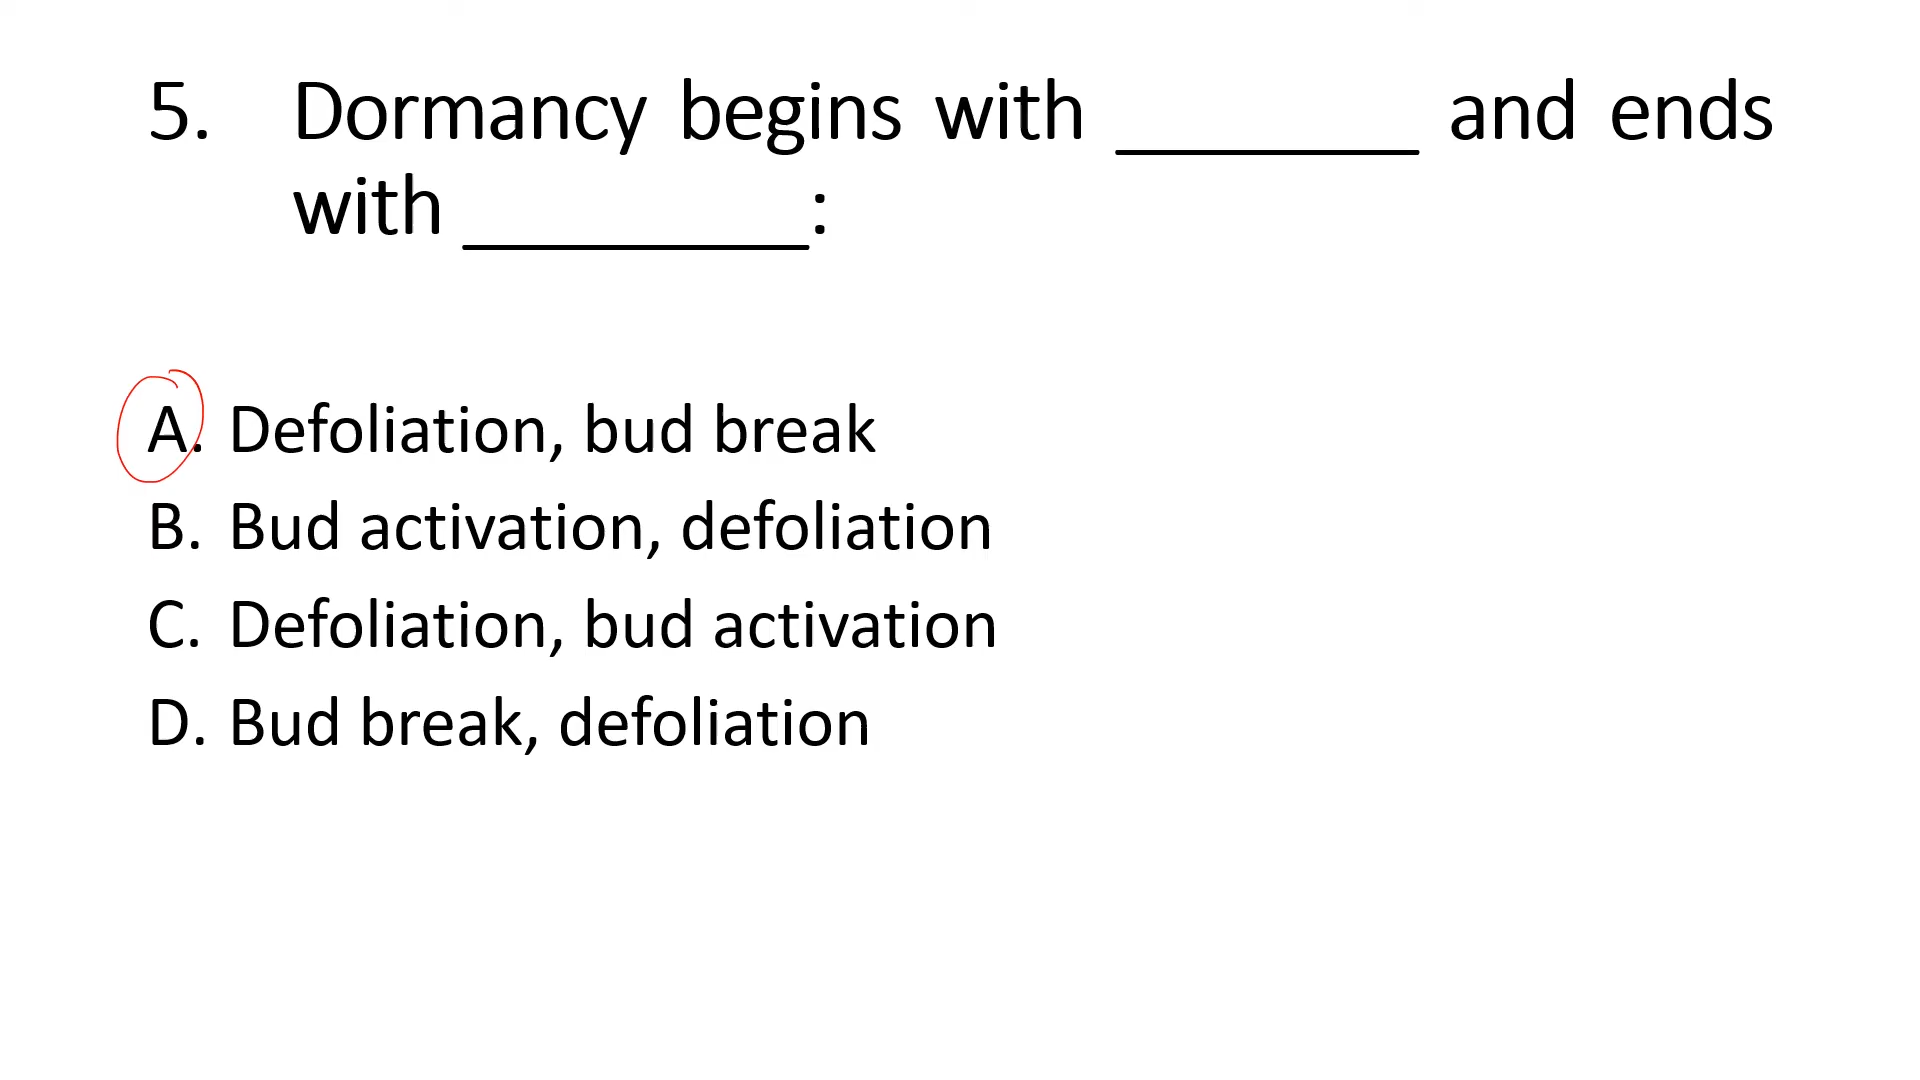 5. Dormancy begins with ________ and ends
with _________:
A. Defoliation, bud break
B. Bud activation, defoliation
C. Defoliation, bud activation
D. Bud break, defoliation